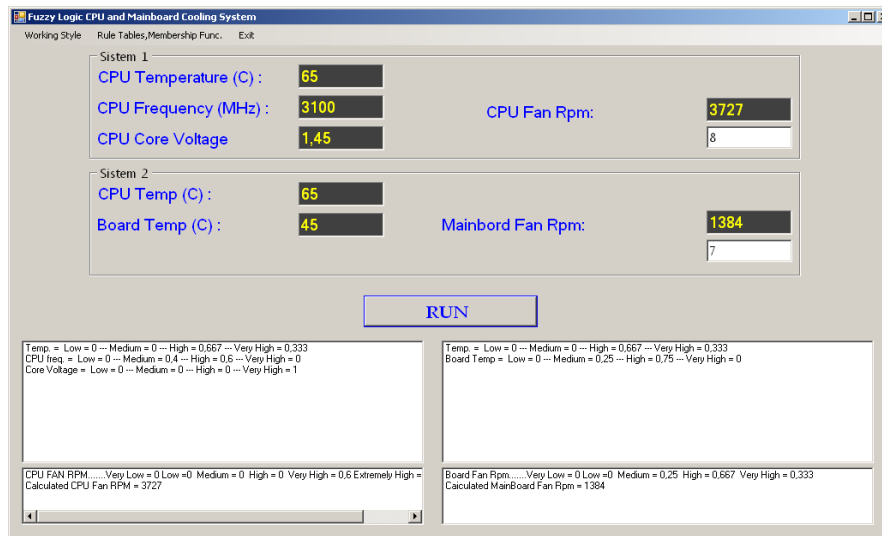 Fuzzy Logic CPU and Mainboard Cooling System
Working Style Rule Tables,Membership Func. Exit
Sistem 1
CPU Temperature (C) : 65
CPU Frequency (MHz) : 3100
CPU Fan Rpm: 3727
CPU Core Voltage 1,45
8
Sistem 2
CPU Temp (C) : 65
Board Temp (C) : 45
Mainbord Fan Rpm: 1384
7
RUN
Temp. = Low = 0 --- Medium = 0 --- High = 0,667 --- Very High = 0,333
CPU freq. = Low = 0 --- Medium = 0,4 --- High = 0,6 --- Very High = 0
Core Voltage = Low = 0 --- Medium = 0 --- High = 0 --- Very High = 1
Temp. = Low = 0 --- Medium = 0 --- High = 0,667 --- Very High = 0,333
Board Temp = Low = 0 --- Medium = 0,25 --- High = 0,75 --- Very High = 0
CPU FAN RPM.......Very Low = 0 Low =0 Medium = 0 High = 0 Very High = 0,6 Extremely High =
Calculated CPU Fan RPM = 3727
Board Fan Rpm.......Very Low = 0 Low =0 Medium = 0,25 High = 0,667 Very High = 0,333
Caiculated MainBoard Fan Rpm = 1384